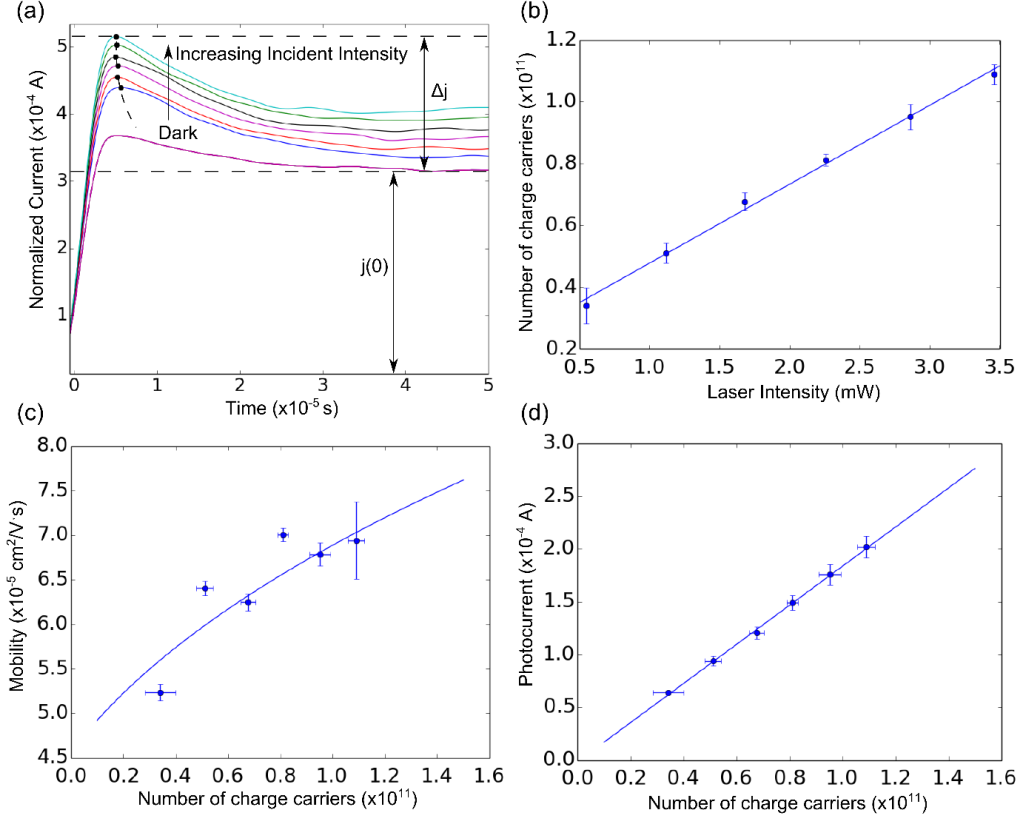 (a)
Normalized Current (x10⁻⁴ A)
5
4
3
2
1
Increasing Incident Intensity
Dark
Δj
j(0)
0 1 2 3 4 5
Time (x10⁻⁵ s)
(b)
Number of charge carriers (x10¹¹)
1.2
1.0
0.8
0.6
0.4
0.2
0.5 1.0 1.5 2.0 2.5 3.0 3.5
Laser Intensity (mW)
(c)
Mobility (x10⁻⁵ cm²/V·s)
8.0
7.5
7.0
6.5
6.0
5.5
5.0
4.5
0.0 0.2 0.4 0.6 0.8 1.0 1.2 1.4 1.6
Number of charge carriers (x10¹¹)
(d)
Photocurrent (x10⁻⁴ A)
3.0
2.5
2.0
1.5
1.0
0.5
0.0
0.0 0.2 0.4 0.6 0.8 1.0 1.2 1.4 1.6
Number of charge carriers (x10¹¹)